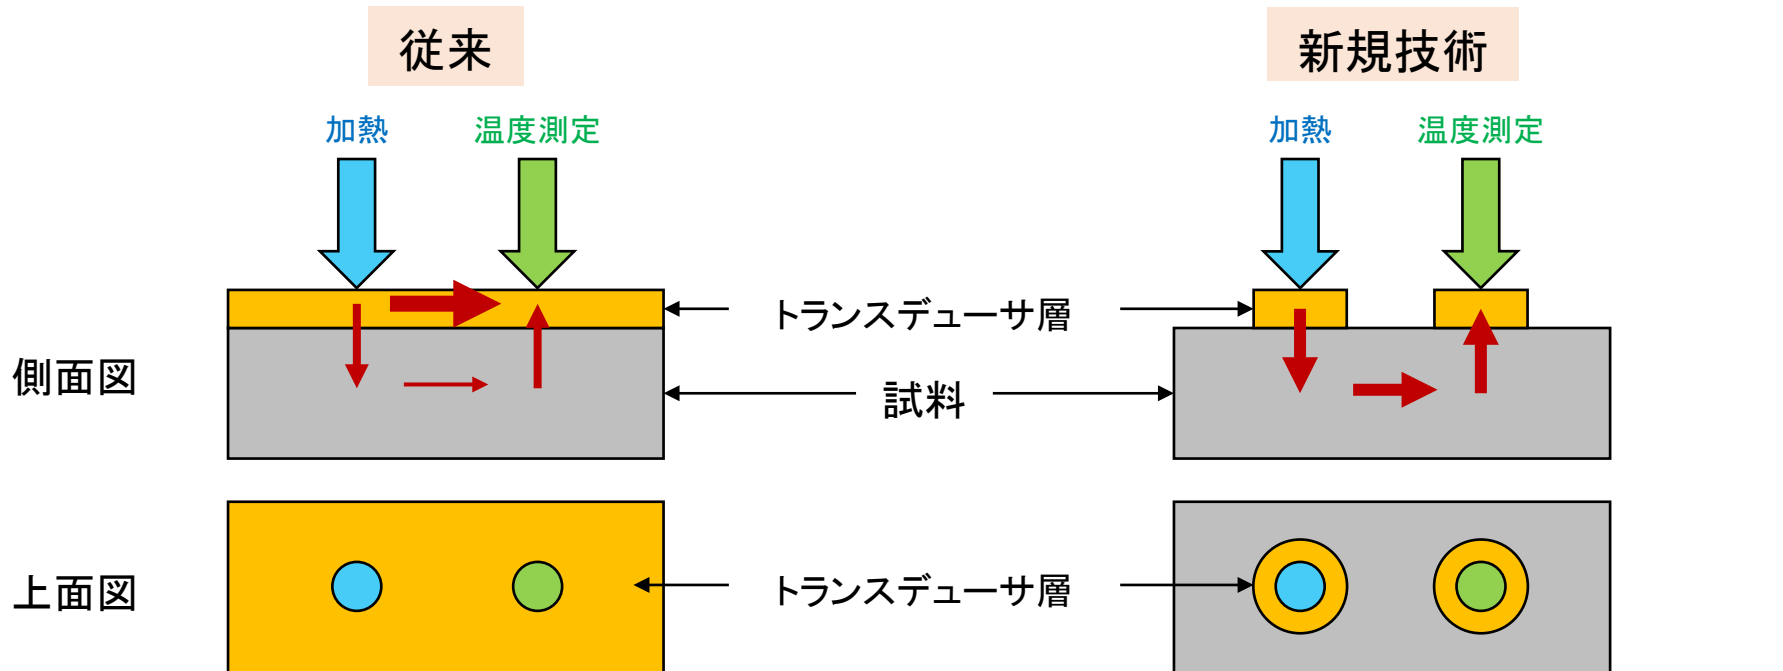 従来
新規技術
加熱
温度測定
加熱
温度測定
トランスデューサ層
側面図
試料
上面図
トランスデューサ層